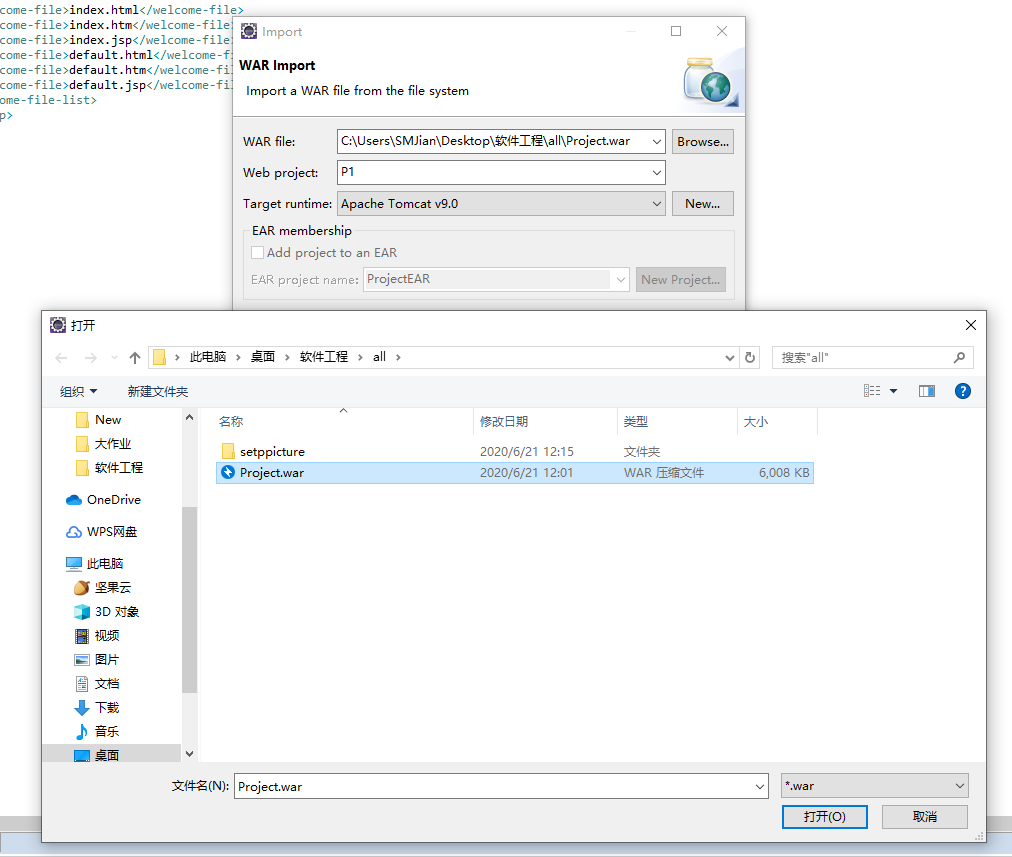 come-file>index.html</welcome-file>
come-file>index.htm</welcome-file>
come-file>index.jsp</welcome-file>
come-file>default.html</welcome-fi
come-file>default.htm</welcome-fil
come-file>default.jsp</welcome-fil
ome-file-list>
p>
Import
WAR Import
Import a WAR file from the file system
WAR file: C:\Users\SMJian\Desktop\软件工程\all\Project.war Browse...
Web project: P1
Target runtime: Apache Tomcat v9.0 New...
EAR membership
Add project to an EAR
EAR project name: ProjectEAR New Project...
打开
此电脑 › 桌面 › 软件工程 › all › 搜索"all"
组织 新建文件夹
名称 修改日期 类型 大小
setppicture 2020/6/21 12:15 文件夹
Project.war 2020/6/21 12:01 WAR 压缩文件 6,008 KB
New
大作业
软件工程
OneDrive
WPS网盘
此电脑
坚果云
3D 对象
视频
图片
文档
下载
音乐
桌面
文件名(N): Project.war *.war
打开(O) 取消